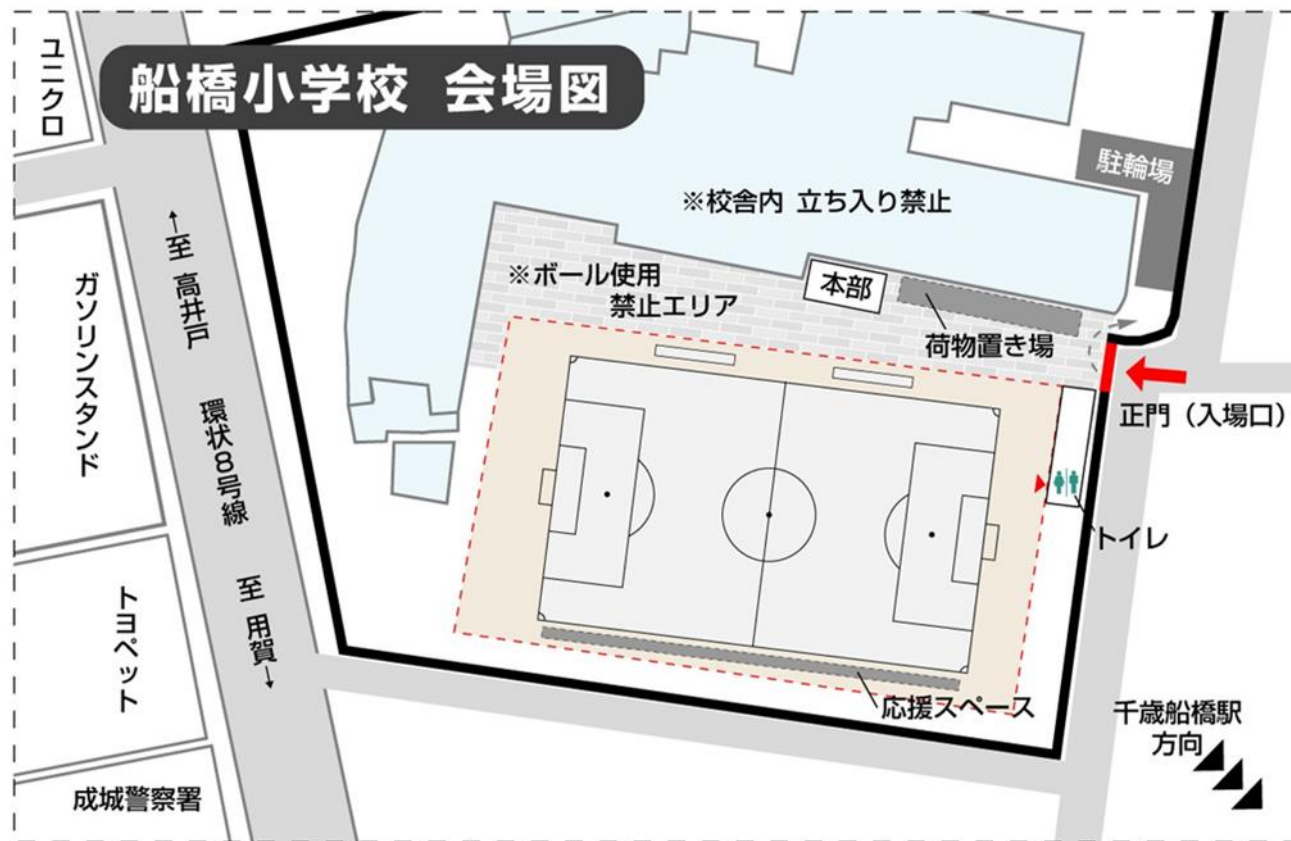 船橋小学校 会場図
ユニクロ
駐輪場
※校舎内 立ち入り禁止
←至 高井戸
環状8号線
至 用賀→
ガソリンスタンド
※ボール使用
禁止エリア
本部
荷物置き場
正門（入場口）
トイレ
トヨペット
応援スペース
千歳船橋駅
方向
成城警察署